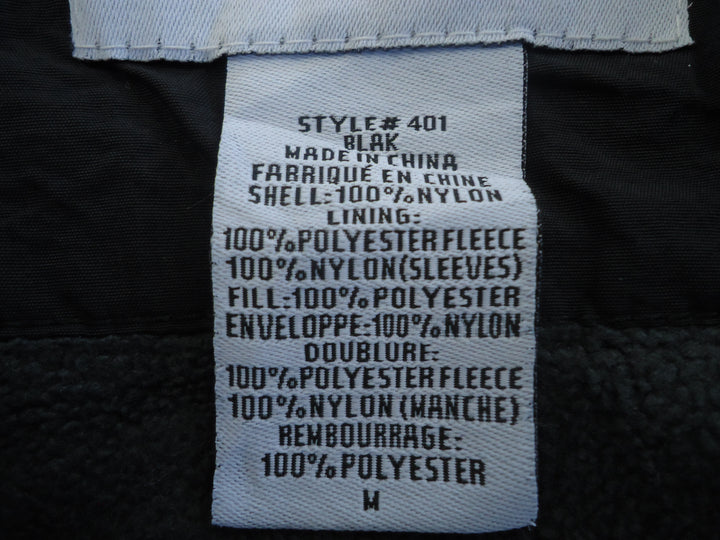 STYLE# 401
BLAK
MADE IN CHINA
FABRIQUÉ EN CHINE
SHELL:100%NYLON
LINING:
100%POLYESTER FLEECE
100%NYLON(SLEEVES)
FILL:100%POLYESTER
ENVELOPPE:100%NYLON
DOUBLURE:
100%POLYESTER FLEECE
100%NYLON(MANCHE)
REMBOURRAGE:
100%POLYESTER
M